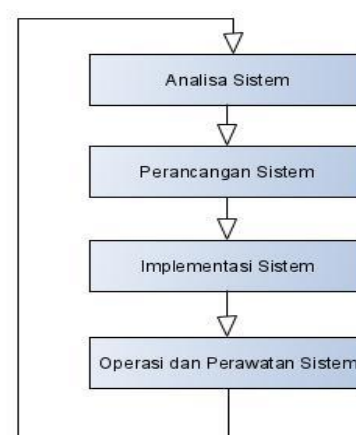 Analisa Sistem
Perancangan Sistem
Implementasi Sistem
Operasi dan Perawatan Sistem